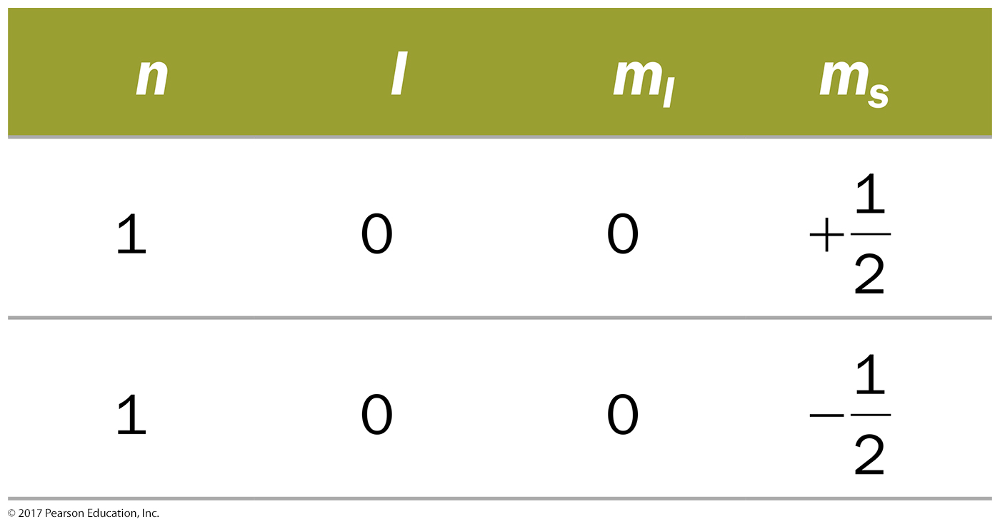 n l mₗ mₛ
1 0 0 +1/2
1 0 0 −1/2
© 2017 Pearson Education, Inc.